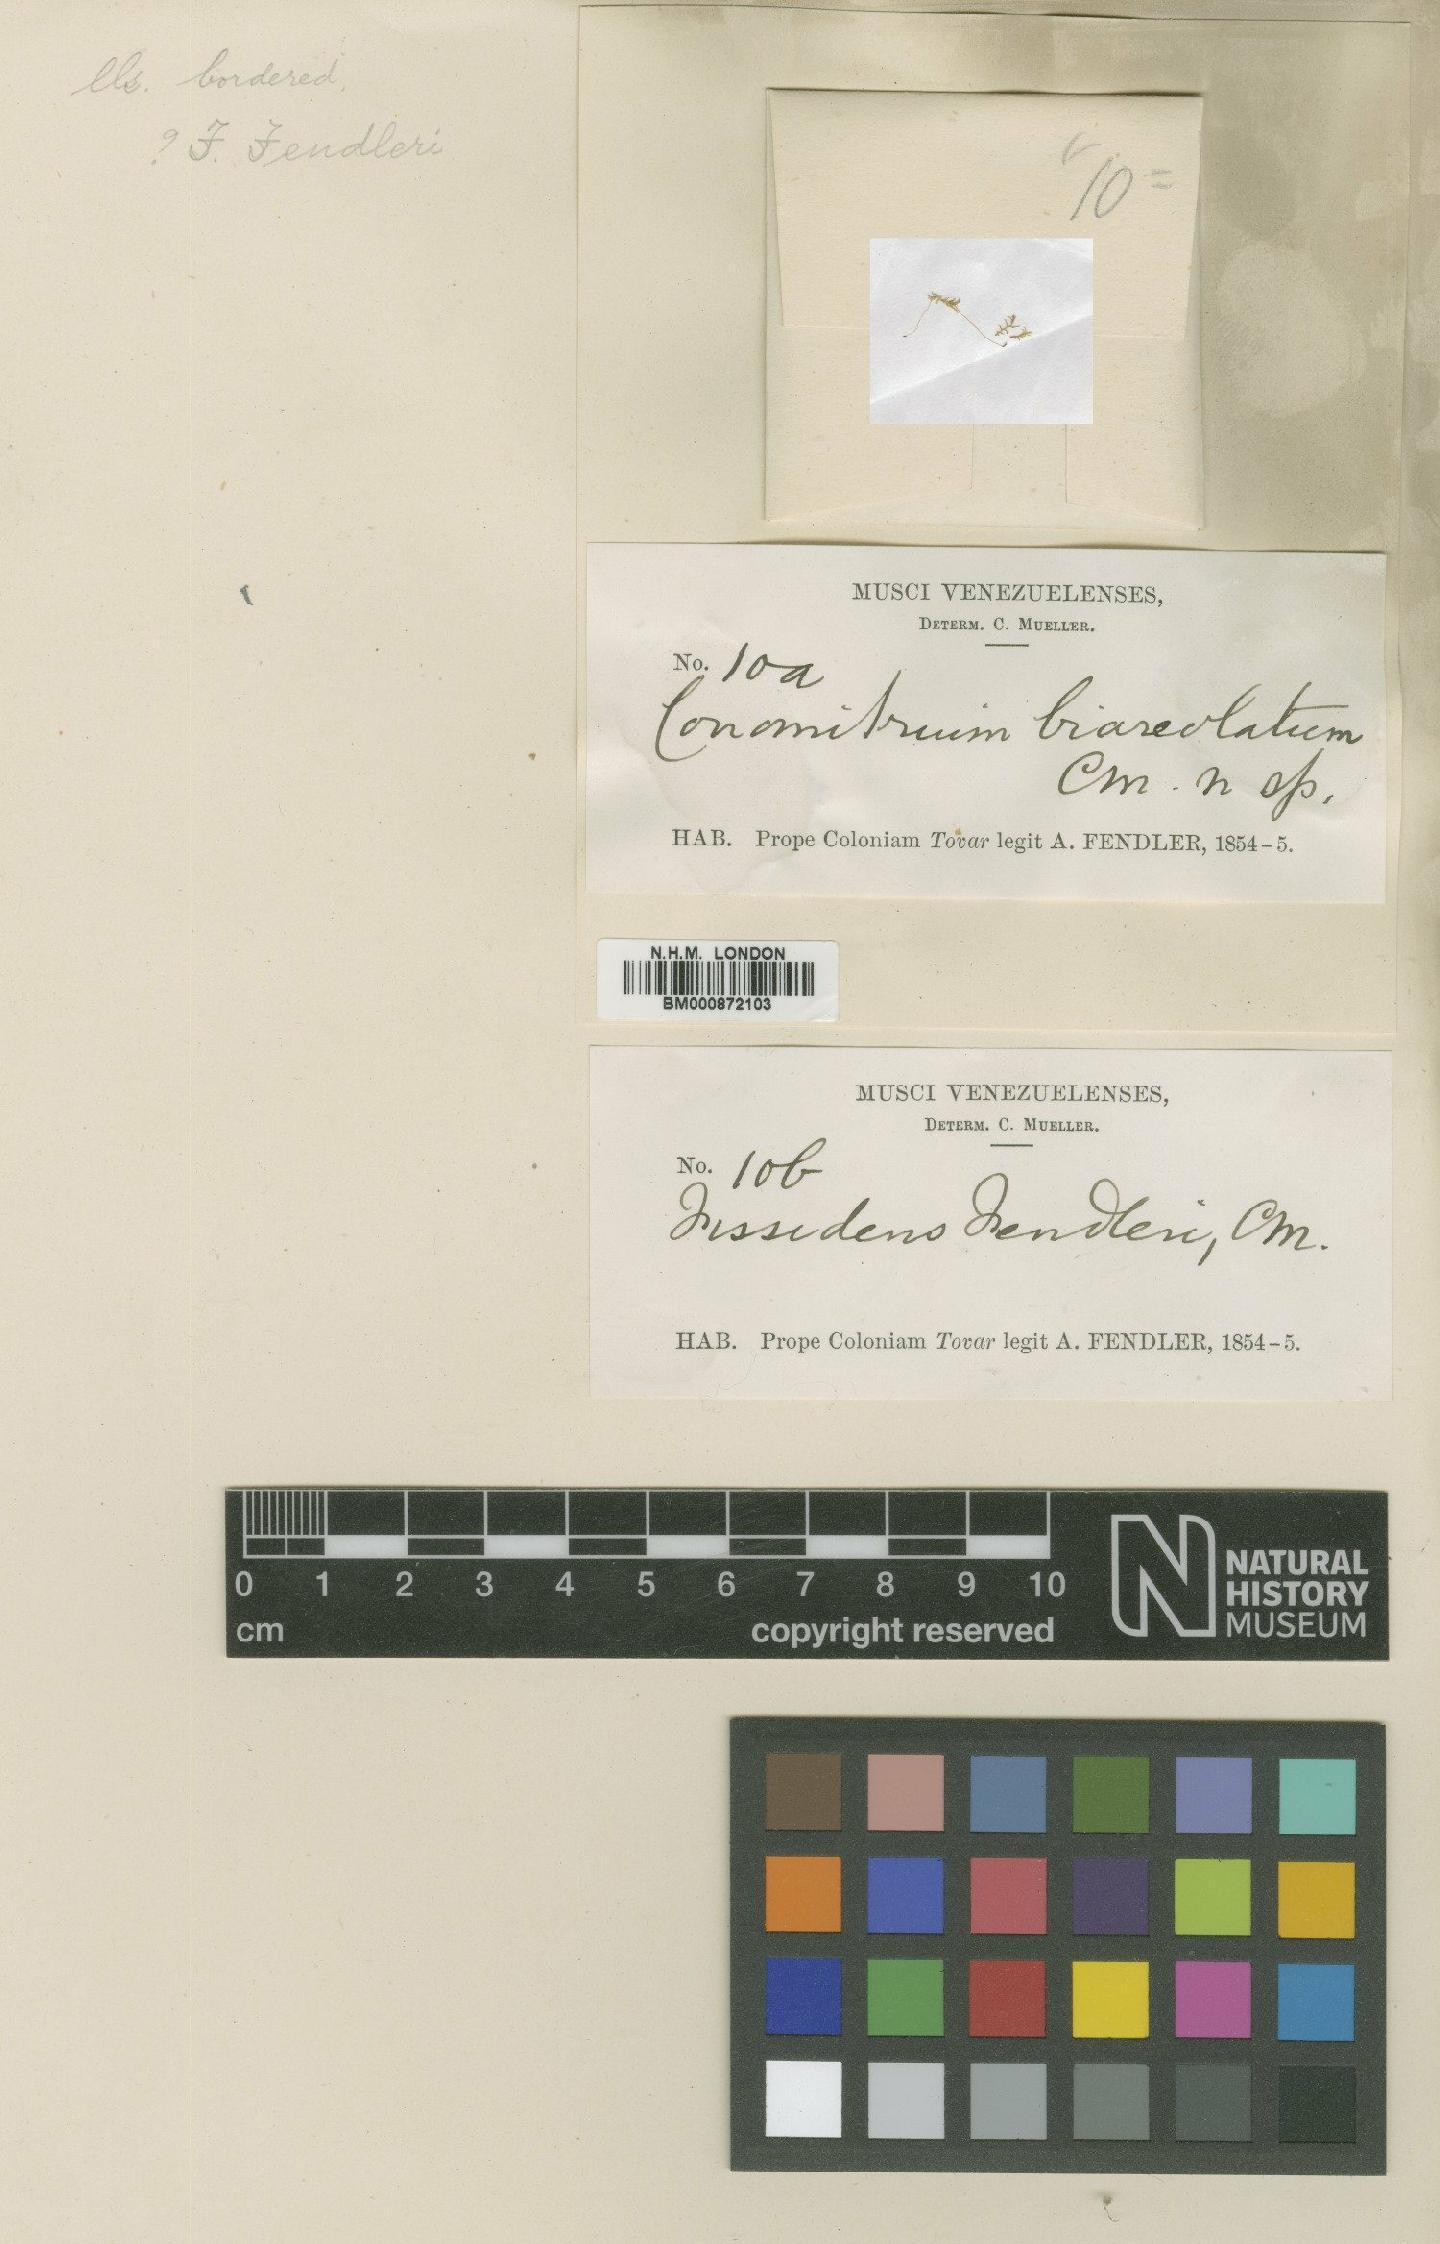 lls. bordered,
? F. Fendleri
10 =
MUSCI VENEZUELENSES,
DETERM. C. MUELLER.
No. 10a
Conomitrium biareolatum
CM. n sp.
HAB. Prope Coloniam Tovar legit A. FENDLER, 1854-5.
N.H.M. LONDON
BM000872103
MUSCI VENEZUELENSES,
DETERM. C. MUELLER.
No. 10b
Fissidens Fendleri, CM.
HAB. Prope Coloniam Tovar legit A. FENDLER, 1854-5.
0 1 2 3 4 5 6 7 8 9 10
cm copyright reserved
NATURAL
HISTORY
MUSEUM